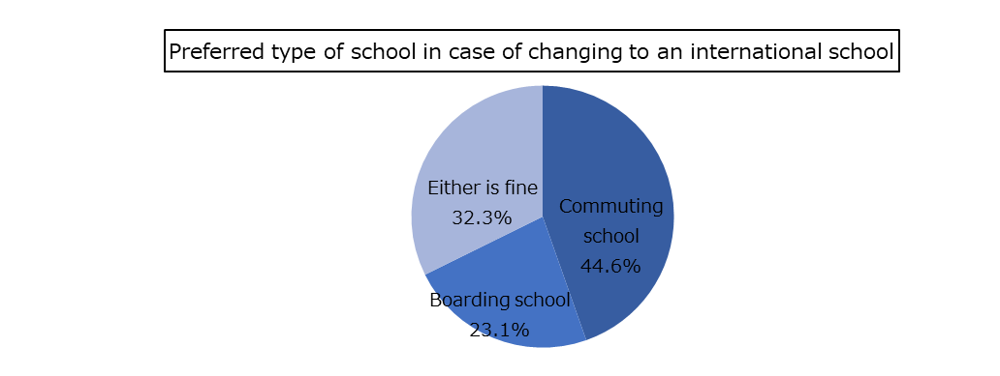 Preferred type of school in case of changing to an international school
Either is fine
32.3%
Commuting
school
44.6%
Boarding school
23.1%